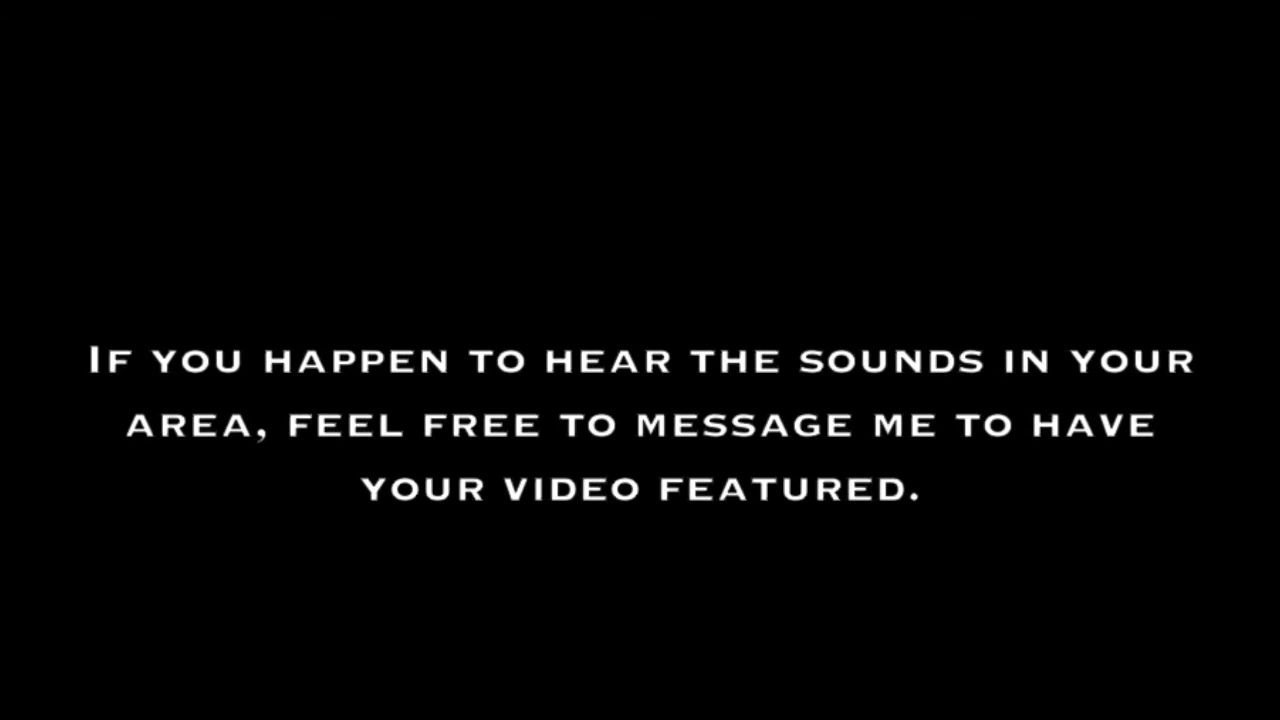 If you happen to hear the sounds in your
area, feel free to message me to have
your video featured.